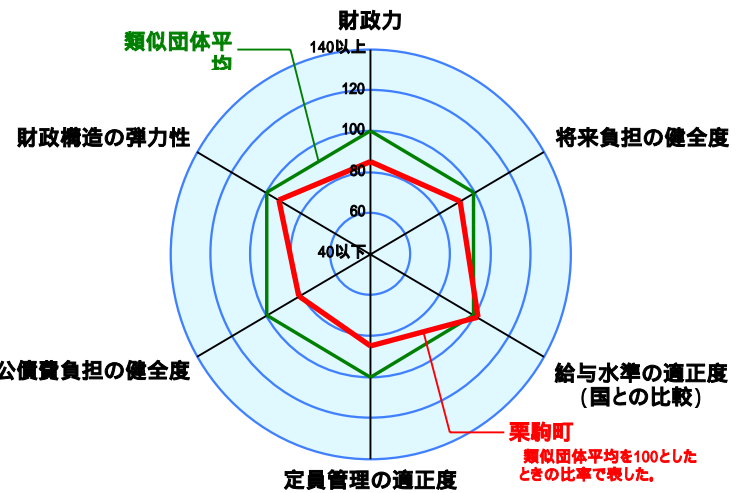 財政力
類似団体平
均
140以上
120
100
80
60
40以下
財政構造の弾力性
将来負担の健全度
公債費負担の健全度
給与水準の適正度
(国との比較)
定員管理の適正度
栗駒町
類似団体平均を100とした
ときの比率で表した。